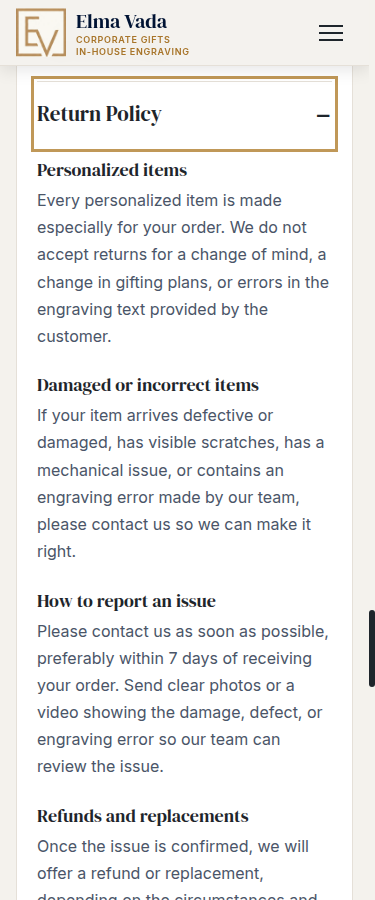 EV
Elma Vada
CORPORATE GIFTS
IN-HOUSE ENGRAVING
Return Policy
Personalized items
Every personalized item is made
especially for your order. We do not
accept returns for a change of mind, a
change in gifting plans, or errors in the
engraving text provided by the
customer.
Damaged or incorrect items
If your item arrives defective or
damaged, has visible scratches, has a
mechanical issue, or contains an
engraving error made by our team,
please contact us so we can make it
right.
How to report an issue
Please contact us as soon as possible,
preferably within 7 days of receiving
your order. Send clear photos or a
video showing the damage, defect, or
engraving error so our team can
review the issue.
Refunds and replacements
Once the issue is confirmed, we will
offer a refund or replacement,
depending on the circumstances and